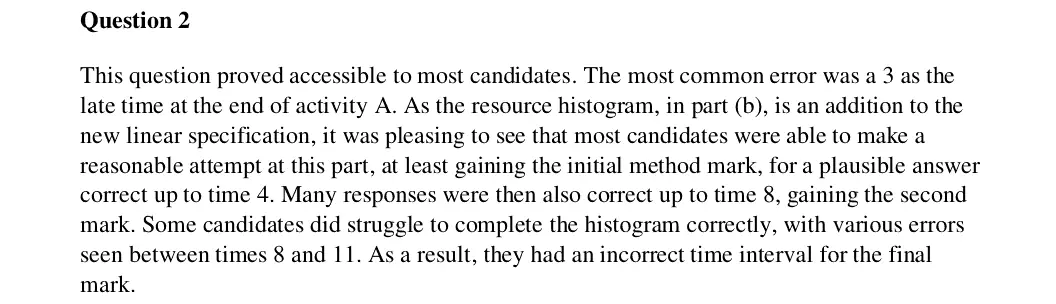 Question 2
This question proved accessible to most candidates. The most common error was a 3 as the
late time at the end of activity A. As the resource histogram, in part (b), is an addition to the
new linear specification, it was pleasing to see that most candidates were able to make a
reasonable attempt at this part, at least gaining the initial method mark, for a plausible answer
correct up to time 4. Many responses were then also correct up to time 8, gaining the second
mark. Some candidates did struggle to complete the histogram correctly, with various errors
seen between times 8 and 11. As a result, they had an incorrect time interval for the final
mark.